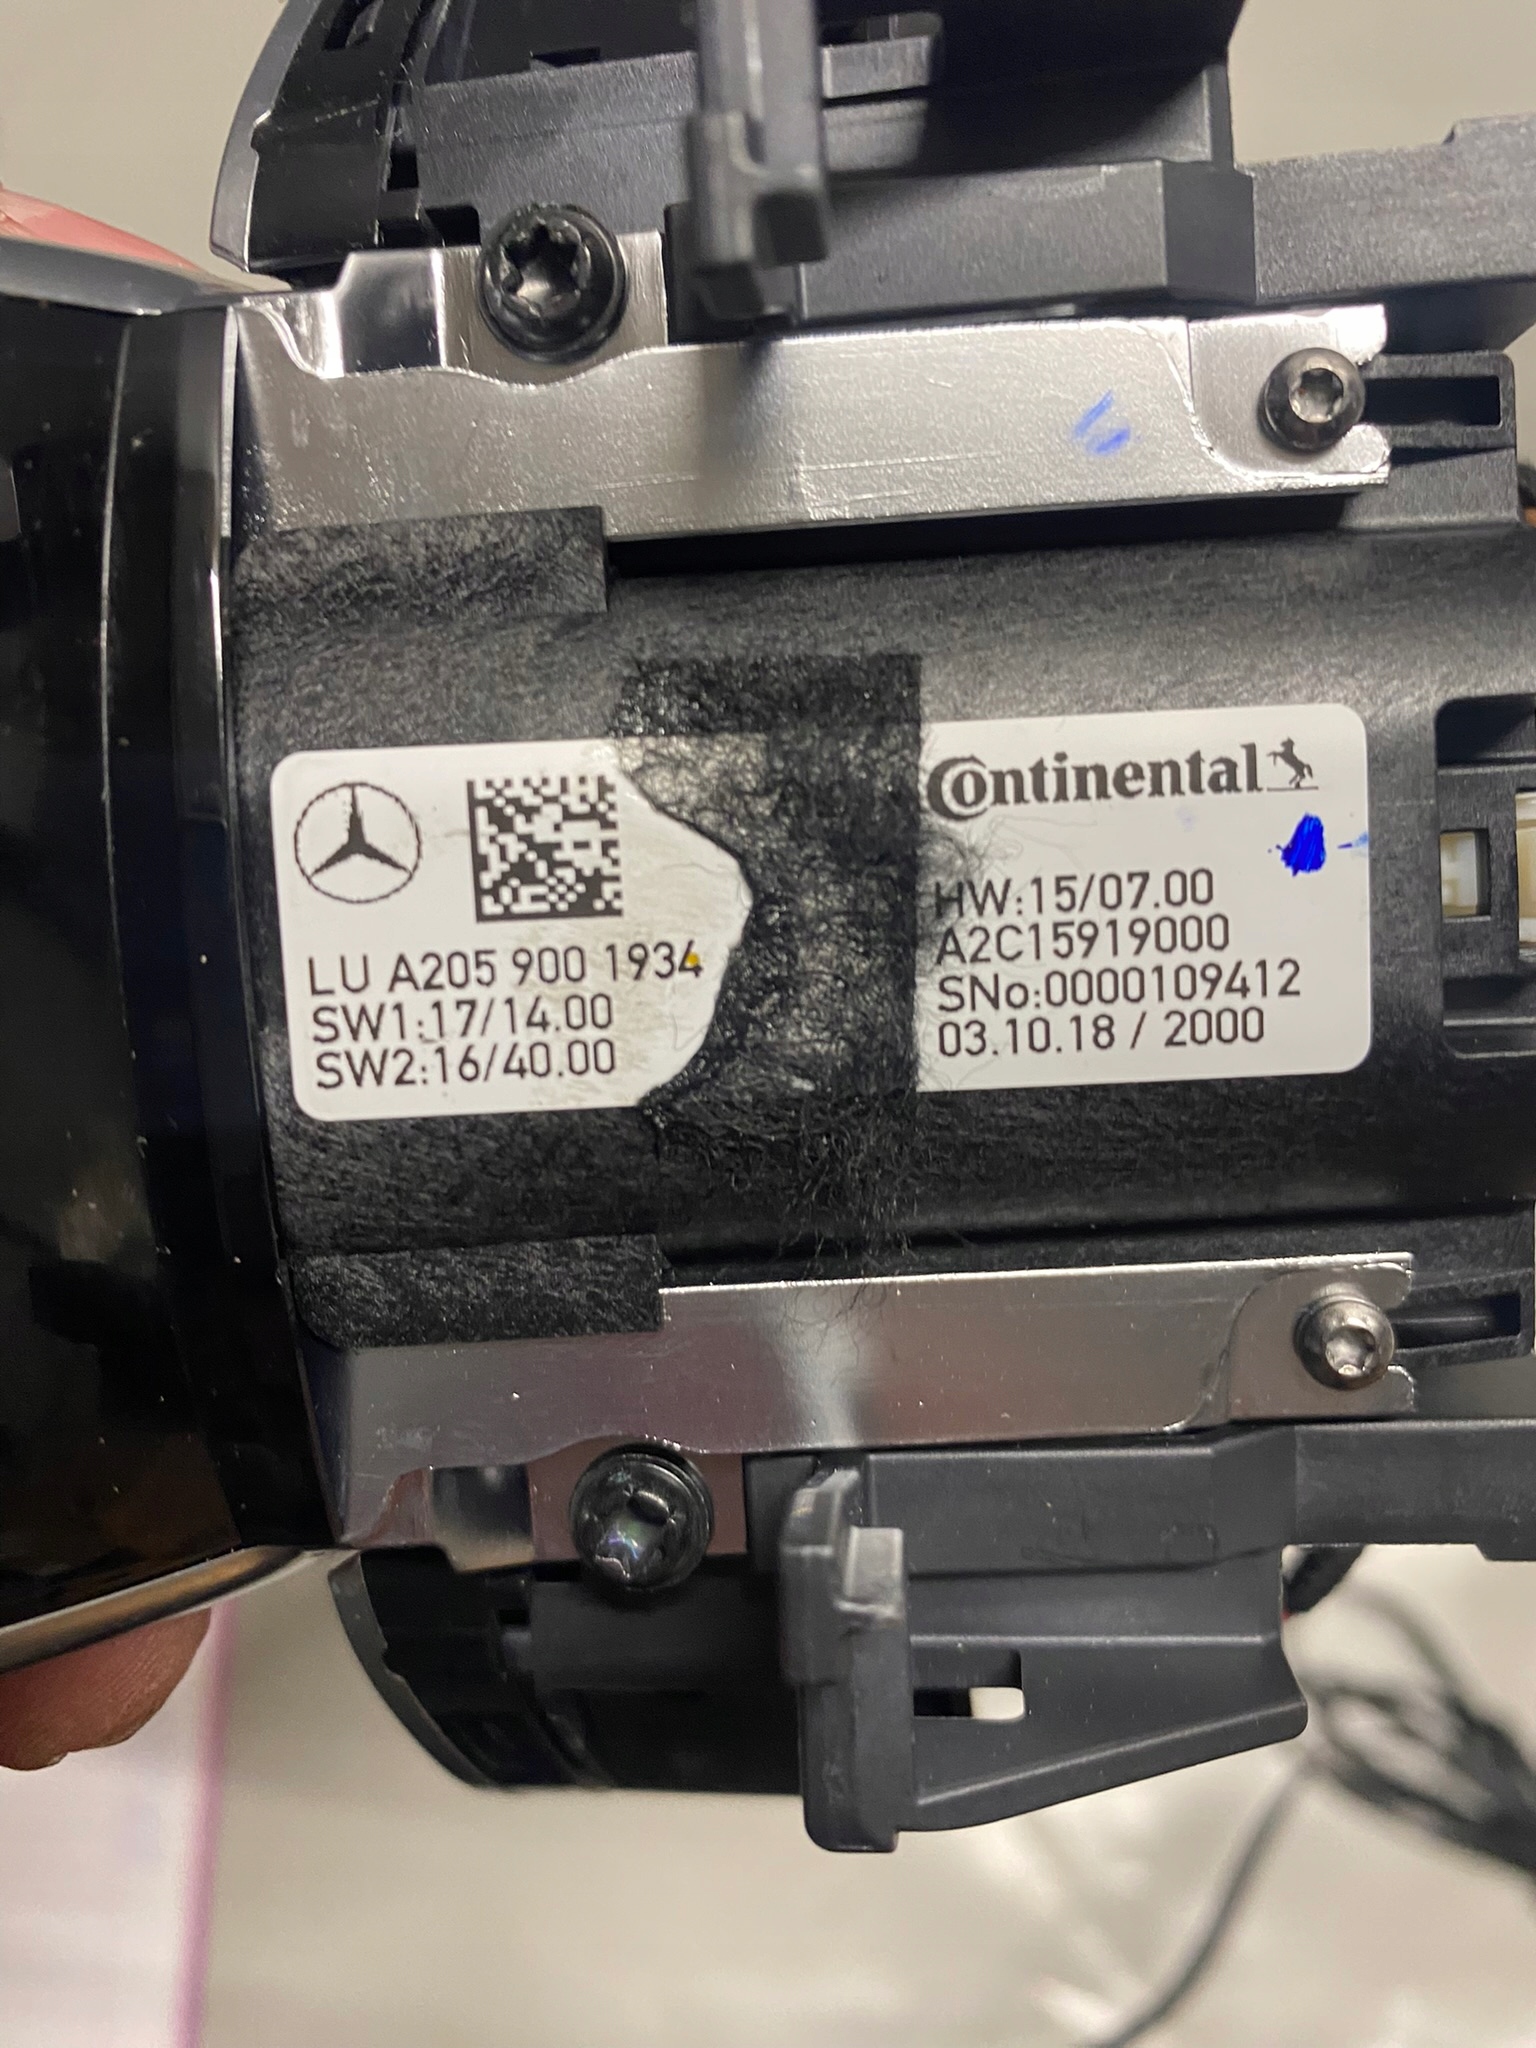 LU A205 900 1934
SW1:17/14.00
SW2:16/40.00
Continental
HW:15/07.00
A2C15919000
SNo:0000109412
03.10.18 / 2000